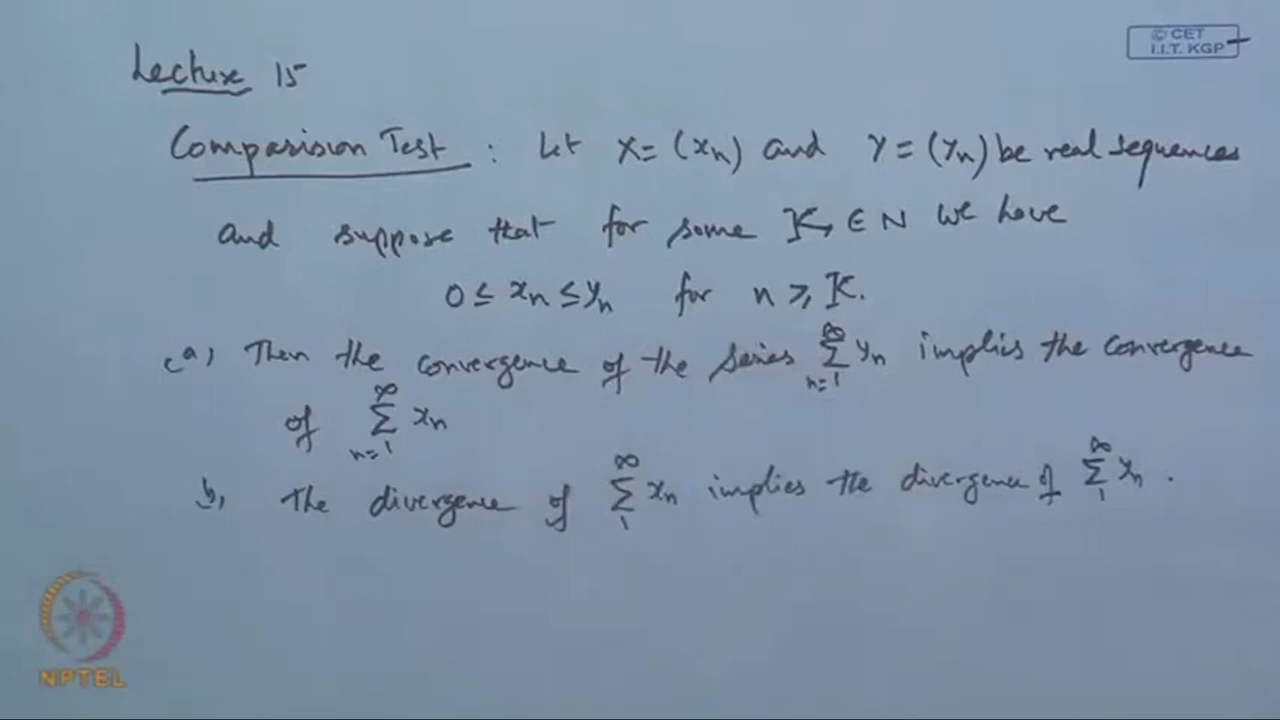 © CET
I.I.T. KGP
Lecture 15
Comparision Test : Let X = (xn) and Y = (yn) be real sequences
and suppose that for some K ∈ N we have
0 ≤ xn ≤ yn for n ≥ K.
(a) Then the convergence of the series ∑_{n=1}^∞ yn implies the convergence
of ∑_{n=1}^∞ xn
b) The divergence of ∑_1^∞ xn implies the divergence of ∑_1^∞ yn .
NPTEL